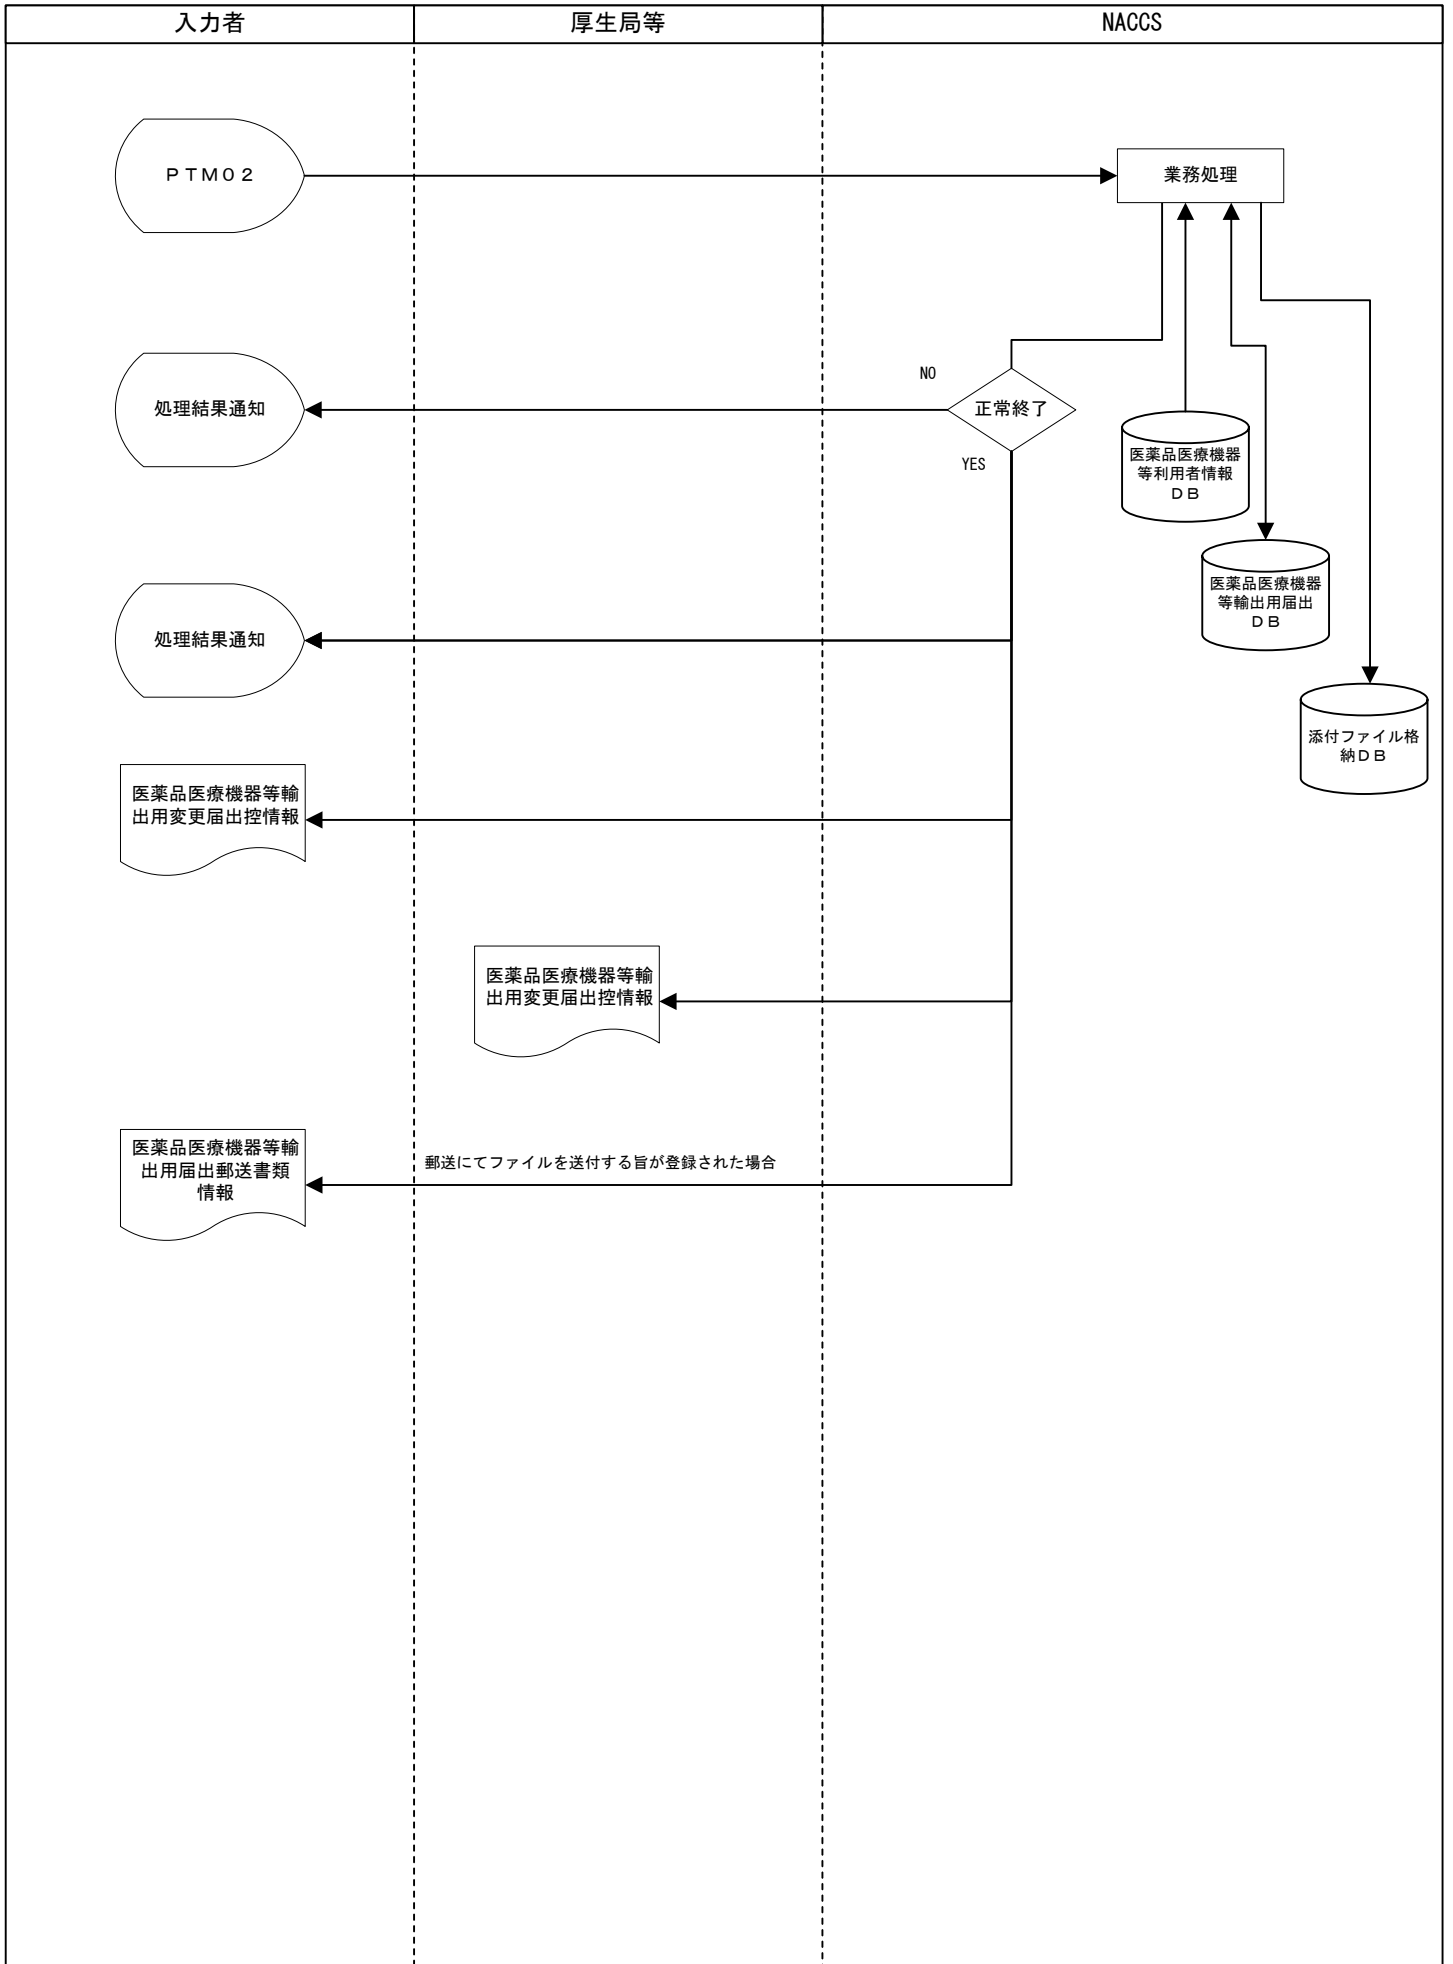 入力者
厚生局等
NACCS
ＰＴＭ０２
業務処理
NO
処理結果通知
正常終了
YES
医薬品医療機器
等利用者情報
ＤＢ
医薬品医療機器
等輸出用届出
ＤＢ
処理結果通知
添付ファイル格
納ＤＢ
医薬品医療機器等輸
出用変更届出控情報
医薬品医療機器等輸
出用変更届出控情報
医薬品医療機器等輸
出用届出郵送書類
情報
郵送にてファイルを送付する旨が登録された場合